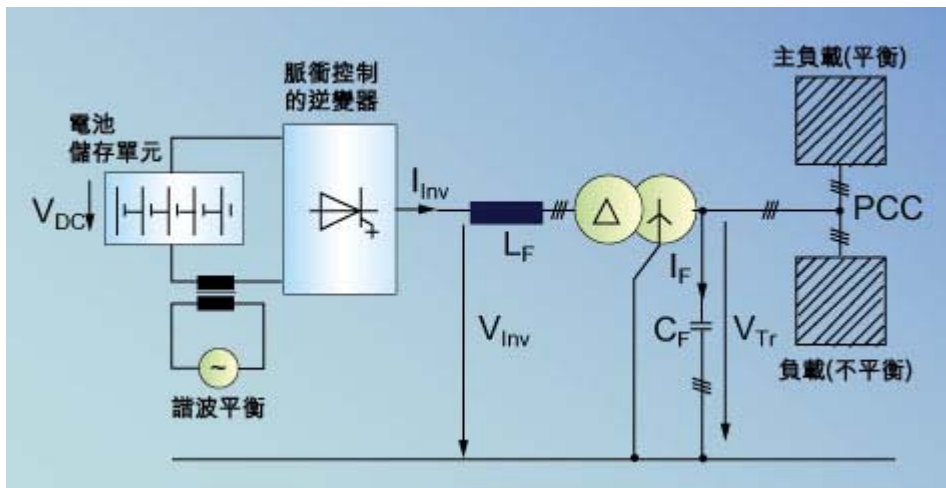 電池
儲存單元
V_DC
脈衝控制
的逆變器
I_Inv
L_F
V_Inv
諧波平衡
Δ
I_F
C_F
V_Tr
主負載(平衡)
PCC
負載(不平衡)